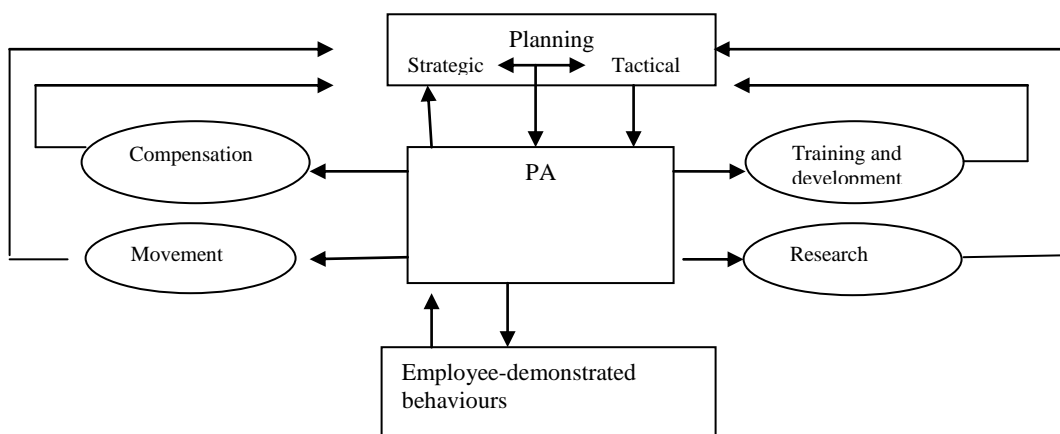 Planning
Strategic Tactical
Compensation
PA
Training and
development
Movement
Research
Employee-demonstrated
behaviours